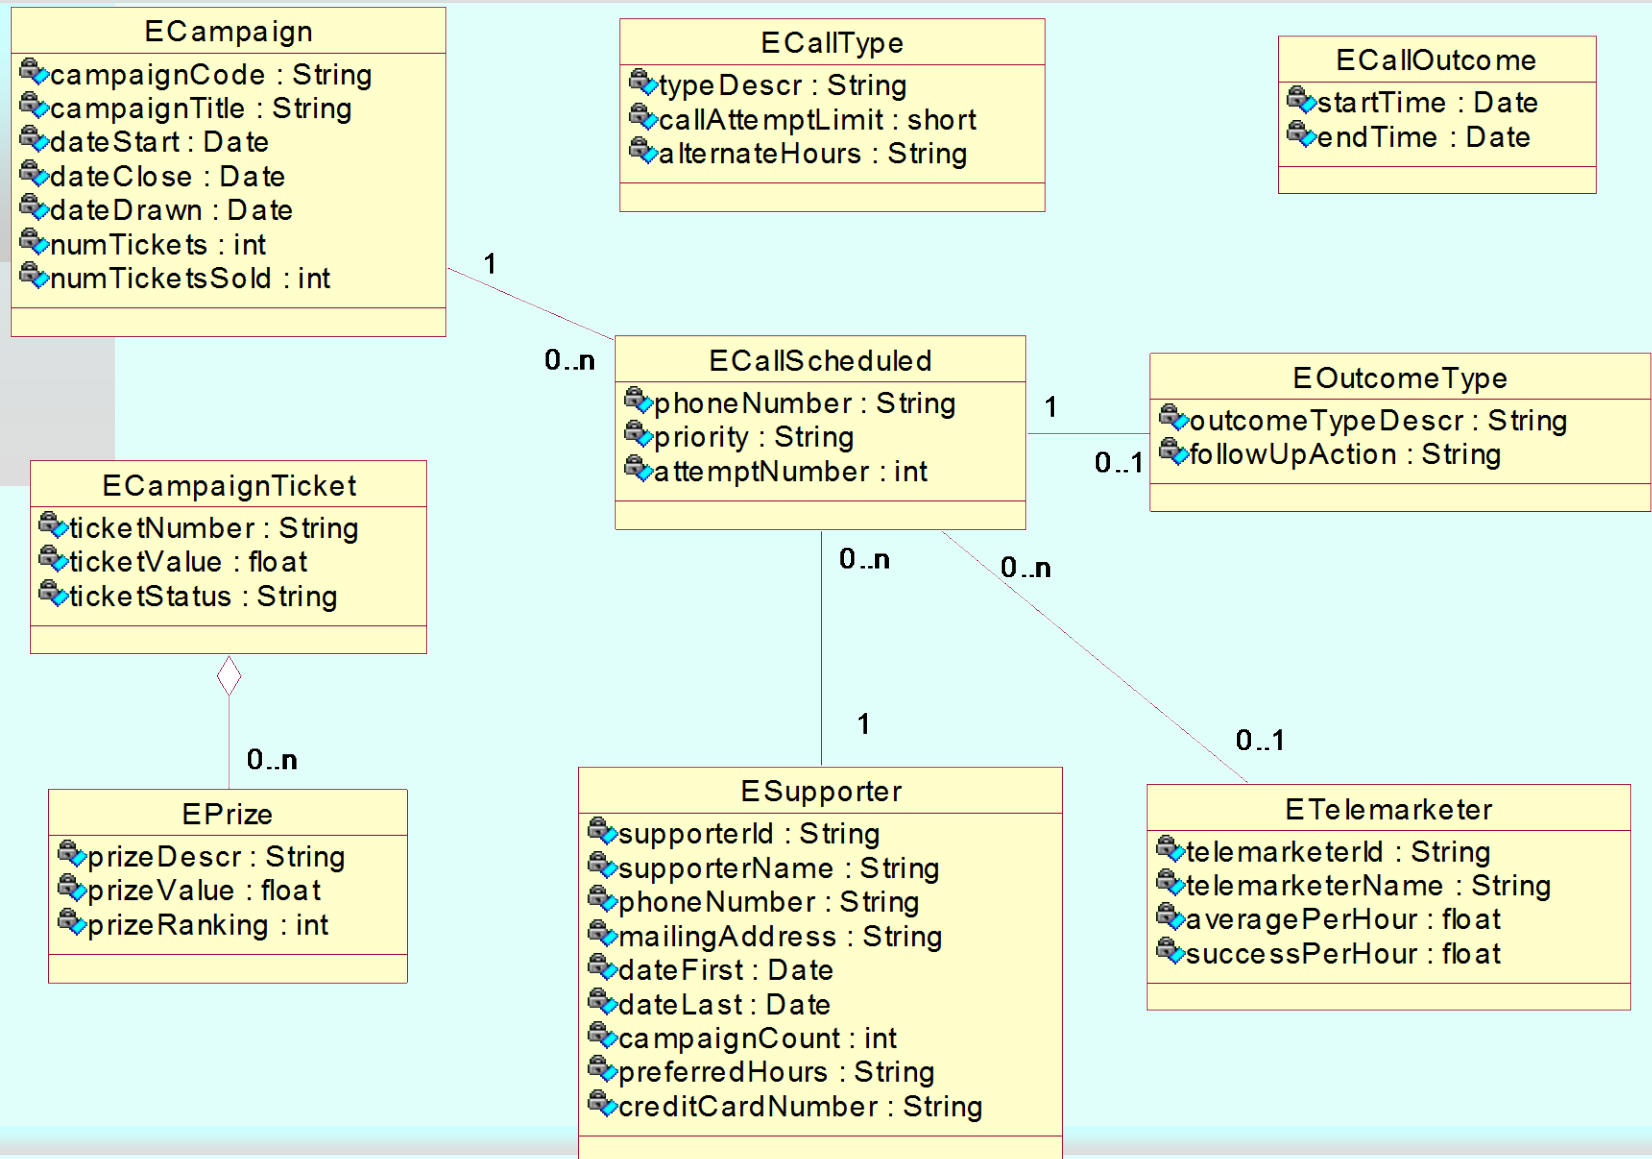 ECampaign
campaignCode : String
campaignTitle : String
dateStart : Date
dateClose : Date
dateDrawn : Date
numTickets : int
numTicketsSold : int
ECallType
typeDescr : String
callAttemptLimit : short
alternateHours : String
ECallOutcome
startTime : Date
endTime : Date
1
0..n
ECallScheduled
phoneNumber : String
priority : String
attemptNumber : int
1
0..1
EOutcomeType
outcomeTypeDescr : String
followUpAction : String
ECampaignTicket
ticketNumber : String
ticketValue : float
ticketStatus : String
0..n
0..n
1
0..1
0..n
EPrize
prizeDescr : String
prizeValue : float
prizeRanking : int
ESupporter
supporterId : String
supporterName : String
phoneNumber : String
mailingAddress : String
dateFirst : Date
dateLast : Date
campaignCount : int
preferredHours : String
creditCardNumber : String
ETelemarketer
telemarketerId : String
telemarketerName : String
averagePerHour : float
successPerHour : float